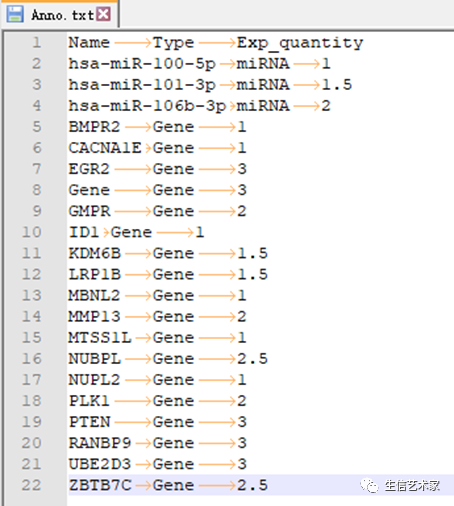 Anno.txt
1 Name Type Exp_quantity
2 hsa-miR-100-5p miRNA 1
3 hsa-miR-101-3p miRNA 1.5
4 hsa-miR-106b-3p miRNA 2
5 BMPR2 Gene 1
6 CACNA1E Gene 1
7 EGR2 Gene 3
8 Gene Gene 3
9 GMPR Gene 2
10 ID1 Gene 1
11 KDM6B Gene 1.5
12 LRP1B Gene 1.5
13 MBNL2 Gene 1
14 MMP13 Gene 2
15 MTSS1L Gene 1
16 NUBPL Gene 2.5
17 NUPL2 Gene 1
18 PLK1 Gene 2
19 PTEN Gene 3
20 RANBP9 Gene 3
21 UBE2D3 Gene 3
22 ZBTB7C Gene 2.5
生信艺术家